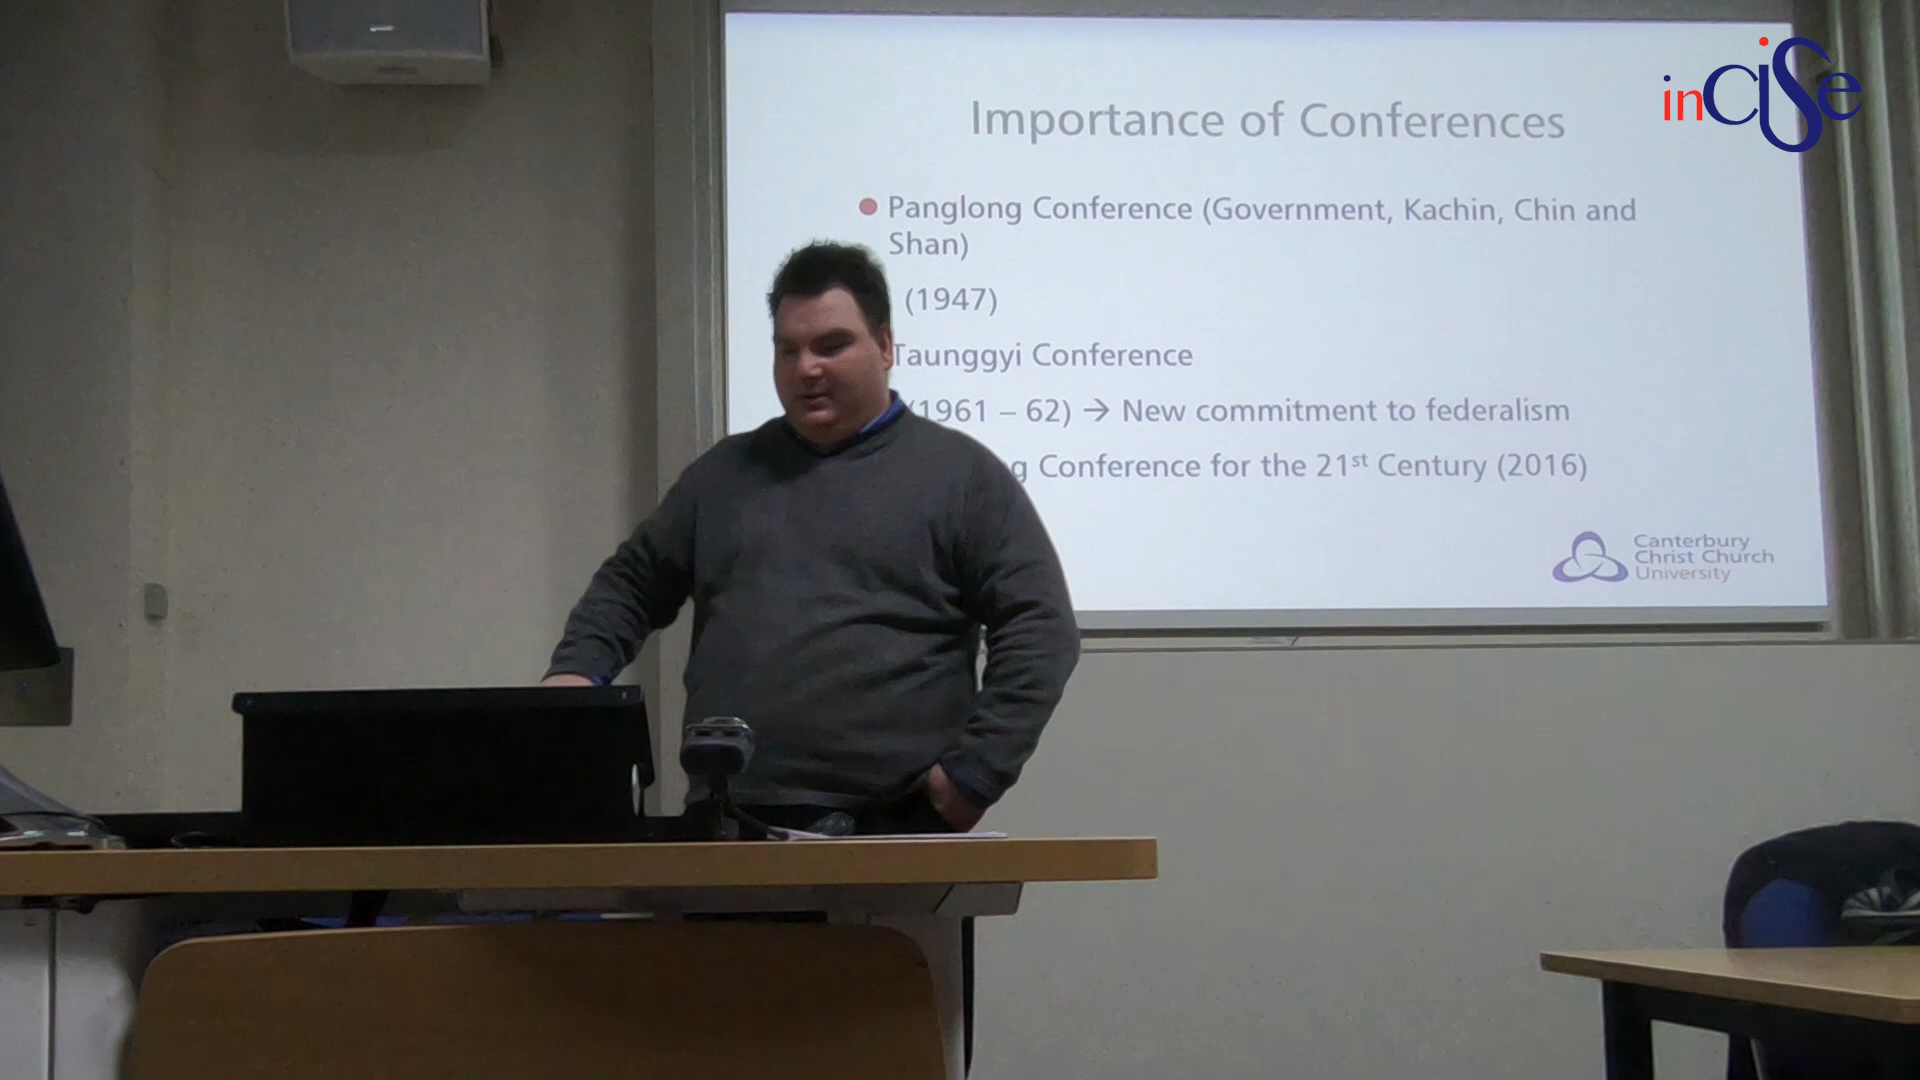 inCISe
Importance of Conferences
Panglong Conference (Government, Kachin, Chin and
Shan)
(1947)
Taunggyi Conference
(1961 – 62) → New commitment to federalism
g Conference for the 21st Century (2016)
Canterbury
Christ Church
University